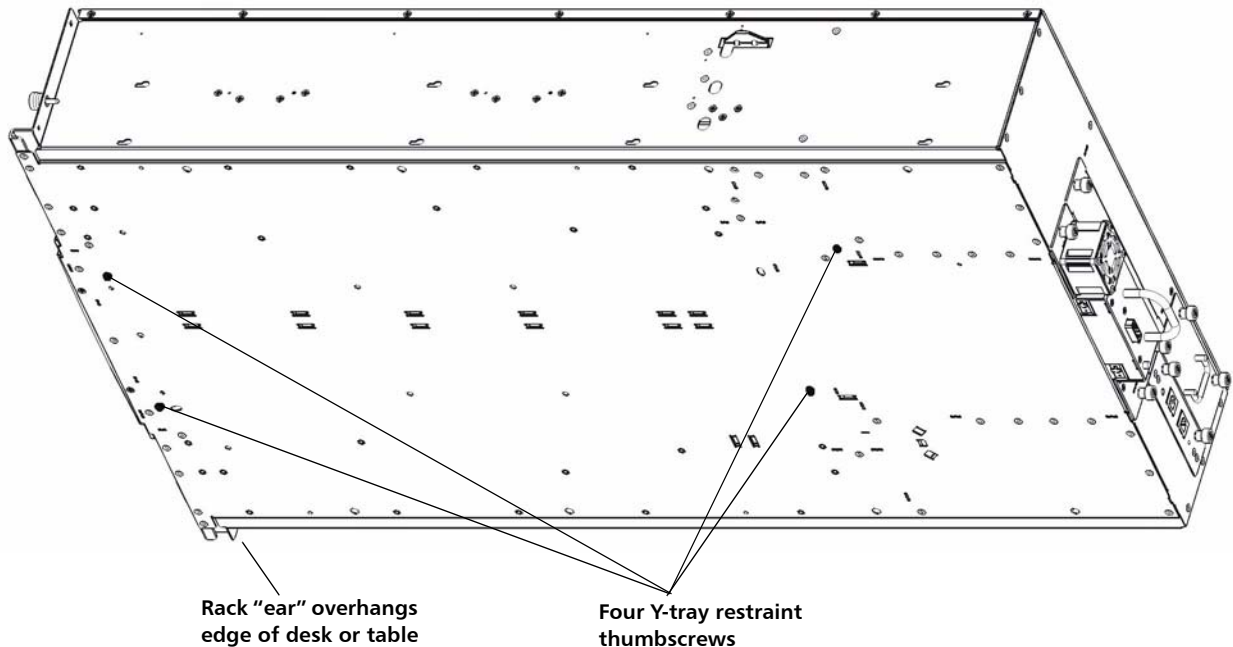 Rack “ear” overhangs
edge of desk or table
Four Y-tray restraint
thumbscrews